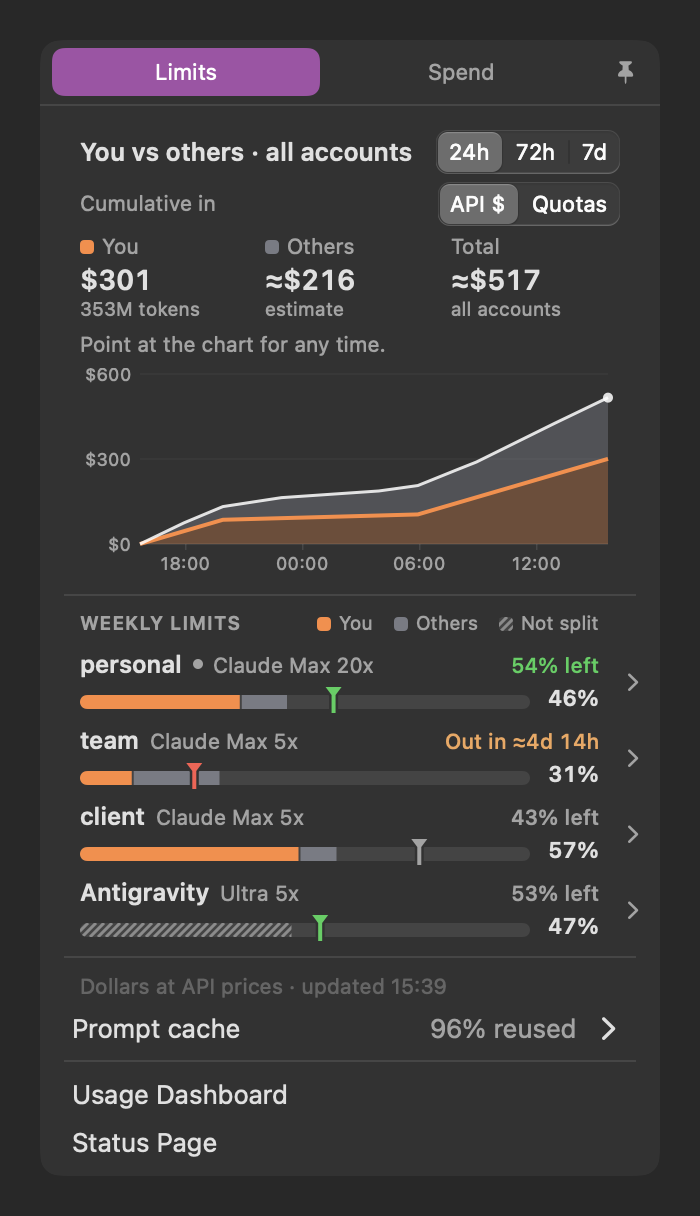 Limits Spend
You vs others · all accounts 24h 72h 7d
Cumulative in API $ Quotas
You Others Total
$301 ≈$216 ≈$517
353M tokens estimate all accounts
Point at the chart for any time.
$600
$300
$0
18:00 00:00 06:00 12:00
WEEKLY LIMITS You Others Not split
personal Claude Max 20x 54% left
46%
team Claude Max 5x Out in ≈4d 14h
31%
client Claude Max 5x 43% left
57%
Antigravity Ultra 5x 53% left
47%
Dollars at API prices · updated 15:39
Prompt cache 96% reused
Usage Dashboard
Status Page